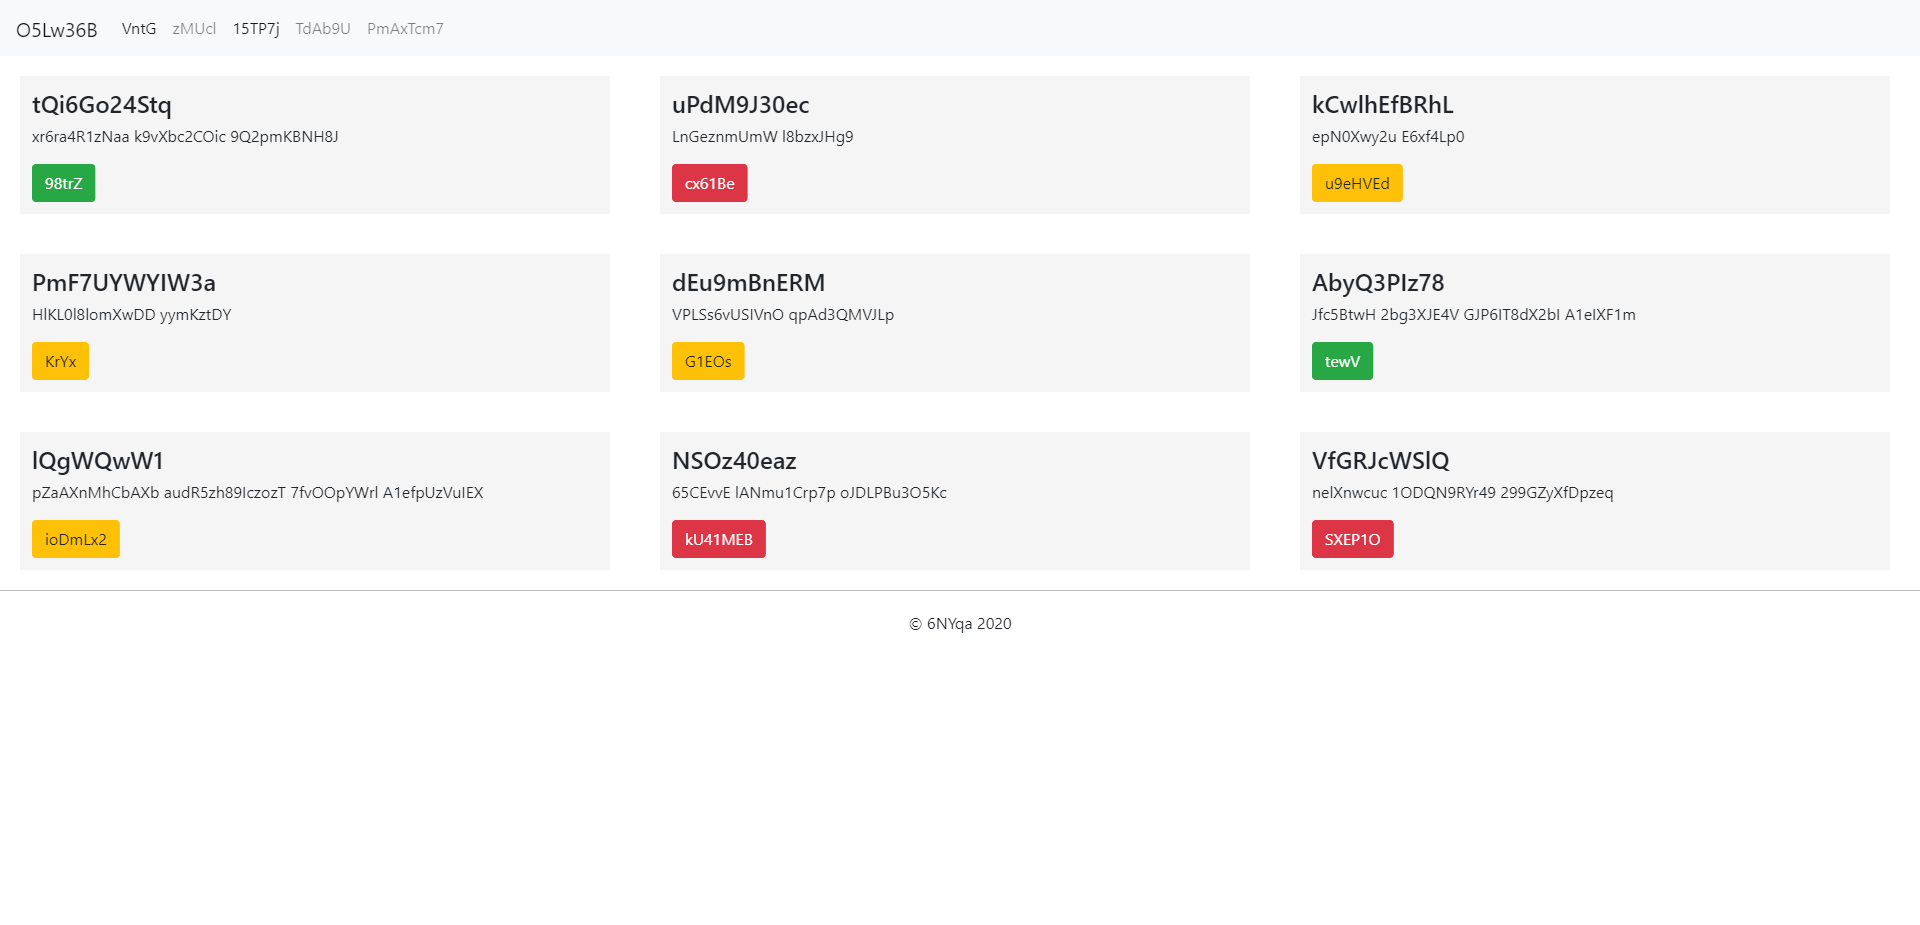 O5Lw36B VntG zMUcl 15TP7j TdAb9U PmAxTcm7
tQi6Go24Stq
xr6ra4R1zNaa k9vXbc2COic 9Q2pmKBNH8J
98trZ
uPdM9J30ec
LnGeznmUmW l8bzxJHg9
cx61Be
kCwlhEfBRhL
epN0Xwy2u E6xf4Lp0
u9eHVEd
PmF7UYWYIW3a
HlKL0l8lomXwDD yymKztDY
KrYx
dEu9mBnERM
VPLSs6vUSIVnO qpAd3QMVJLp
G1EOs
AbyQ3PIz78
Jfc5BtwH 2bg3XJE4V GJP6IT8dX2bI A1eIXF1m
tewV
lQgWQwW1
pZaAXnMhCbAXb audR5zh89IczozT 7fvOOpYWrl A1efpUzVuIEX
ioDmLx2
NSOz40eaz
65CEvvE lANmu1Crp7p oJDLPBu3O5Kc
kU41MEB
VfGRJcWSlQ
nelXnwcuc 1ODQN9RYr49 299GZyXfDpzeq
SXEP1O
© 6NYqa 2020